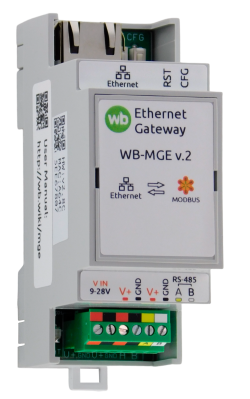 CFG
Ethernet
RST
CFG
wb Ethernet
Gateway
WB-MGE v.2
Ethernet
MODBUS
User Manual:
http://wb.wiki/mge
V IN
9-28V
V+
GND
V+
GND
RS-485
A B